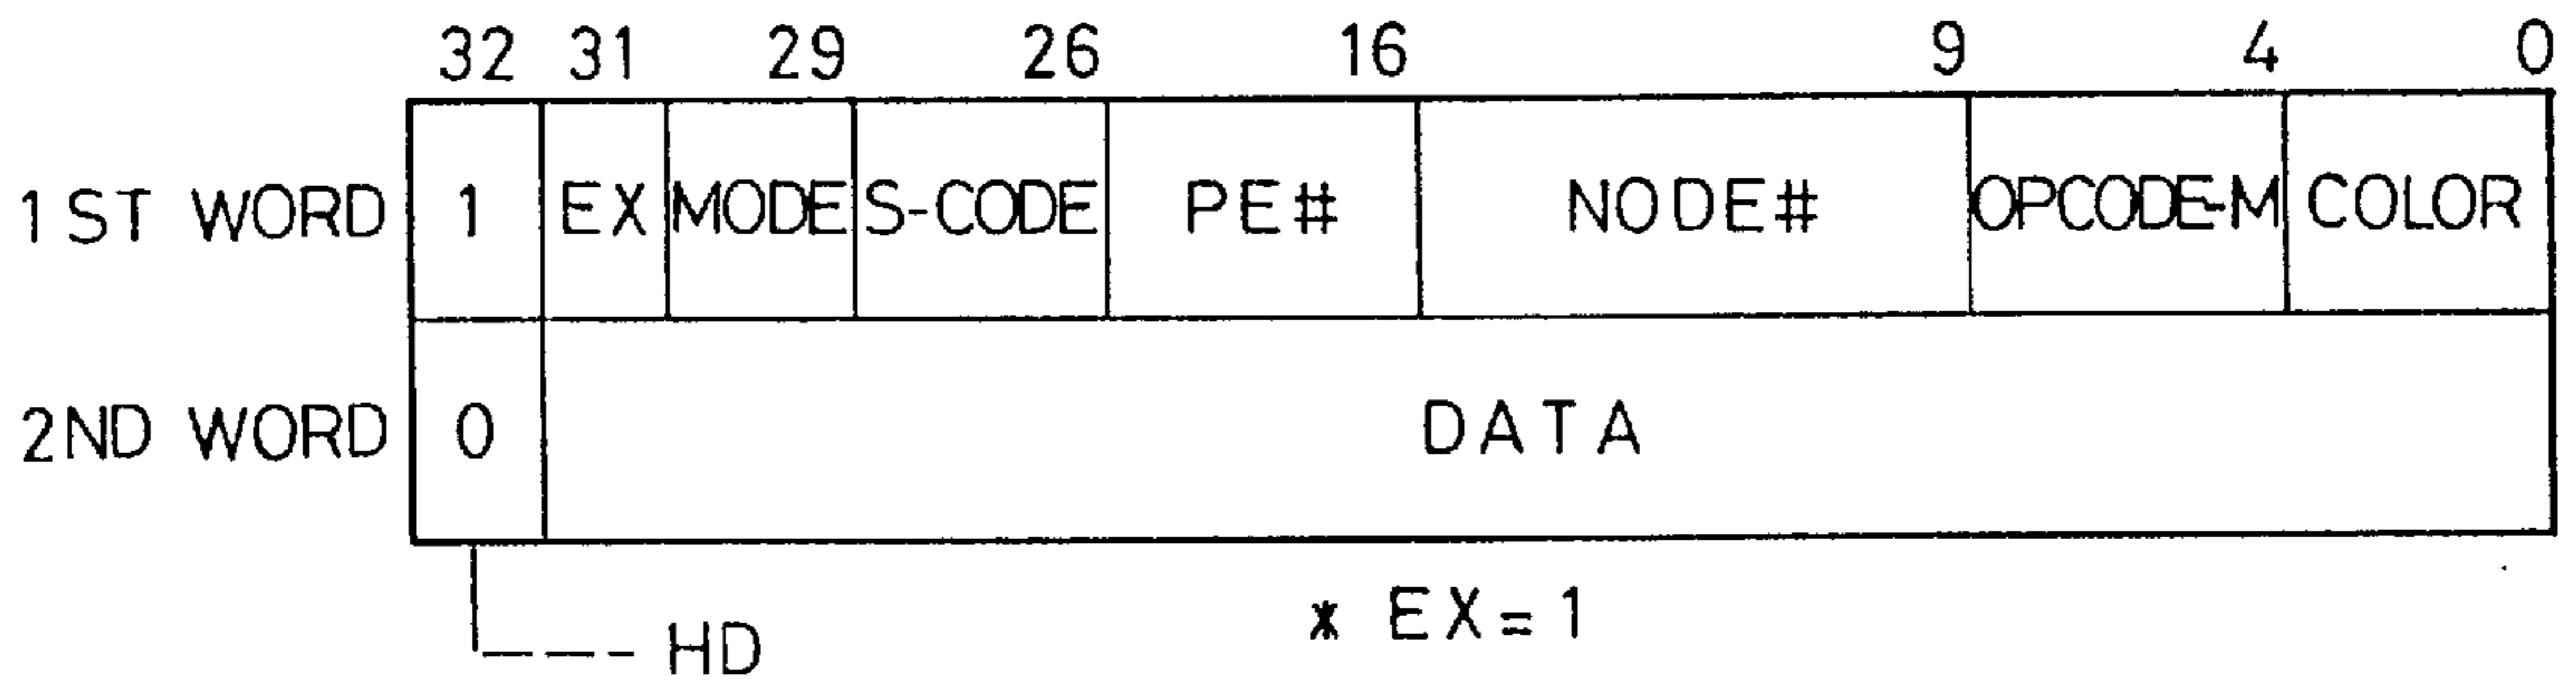 32 31 29 26 16 9 4 0
1ST WORD 1 EX MODE S-CODE PE# NODE# OPCODE-M COLOR
2ND WORD 0 DATA
HD * EX=1